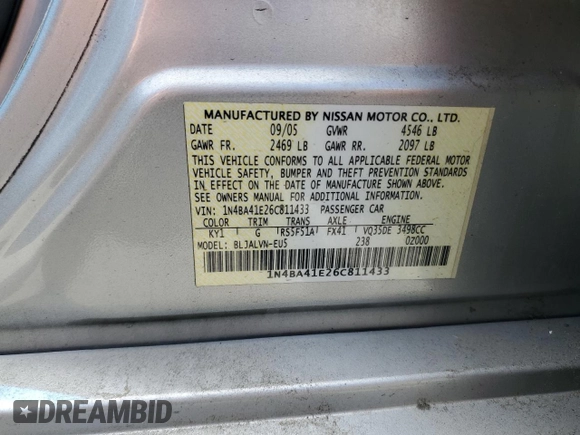 MANUFACTURED BY NISSAN MOTOR CO., LTD.
DATE 09/05 GVWR 4546 LB
GAWR FR. 2469 LB GAWR RR. 2097 LB
THIS VEHICLE CONFORMS TO ALL APPLICABLE FEDERAL MOTOR
VEHICLE SAFETY, BUMPER AND THEFT PREVENTION STANDARDS
IN EFFECT ON THE DATE OF MANUFACTURE SHOWN ABOVE.
SEE OWNERS MANUAL FOR ADDITIONAL INFORMATION.
VIN: 1N4BA41E26C811433 PASSENGER CAR
COLOR TRIM TRANS AXLE ENGINE
KY1 G RS5F51A FX41 VQ35DE 3498CC
MODEL: BLJALVN-EU5 238 0Z000
1N4BA41E26C811433
DREAMBID